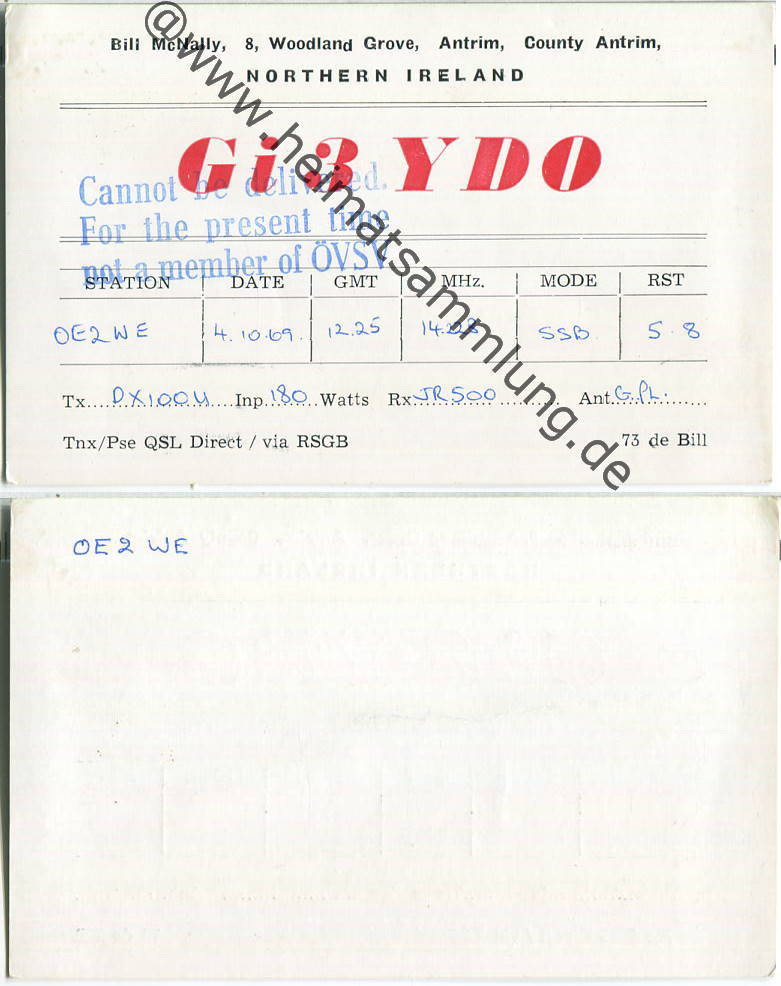 Bill McNally, 8, Woodland Grove, Antrim, County Antrim,
NORTHERN IRELAND
Gi3YDO
Cannot be delivered.
For the present time
not a member of ÖVSV
STATION DATE GMT MHz. MODE RST
OE2WE 4.10.69. 12.25 SSB 5.8
Tx....DX100U....Inp.180..Watts Rx JR500.......... Ant.G.PL.......
Tnx/Pse QSL Direct / via RSGB 73 de Bill
@www.heimatsammlung.de
OE2 WE